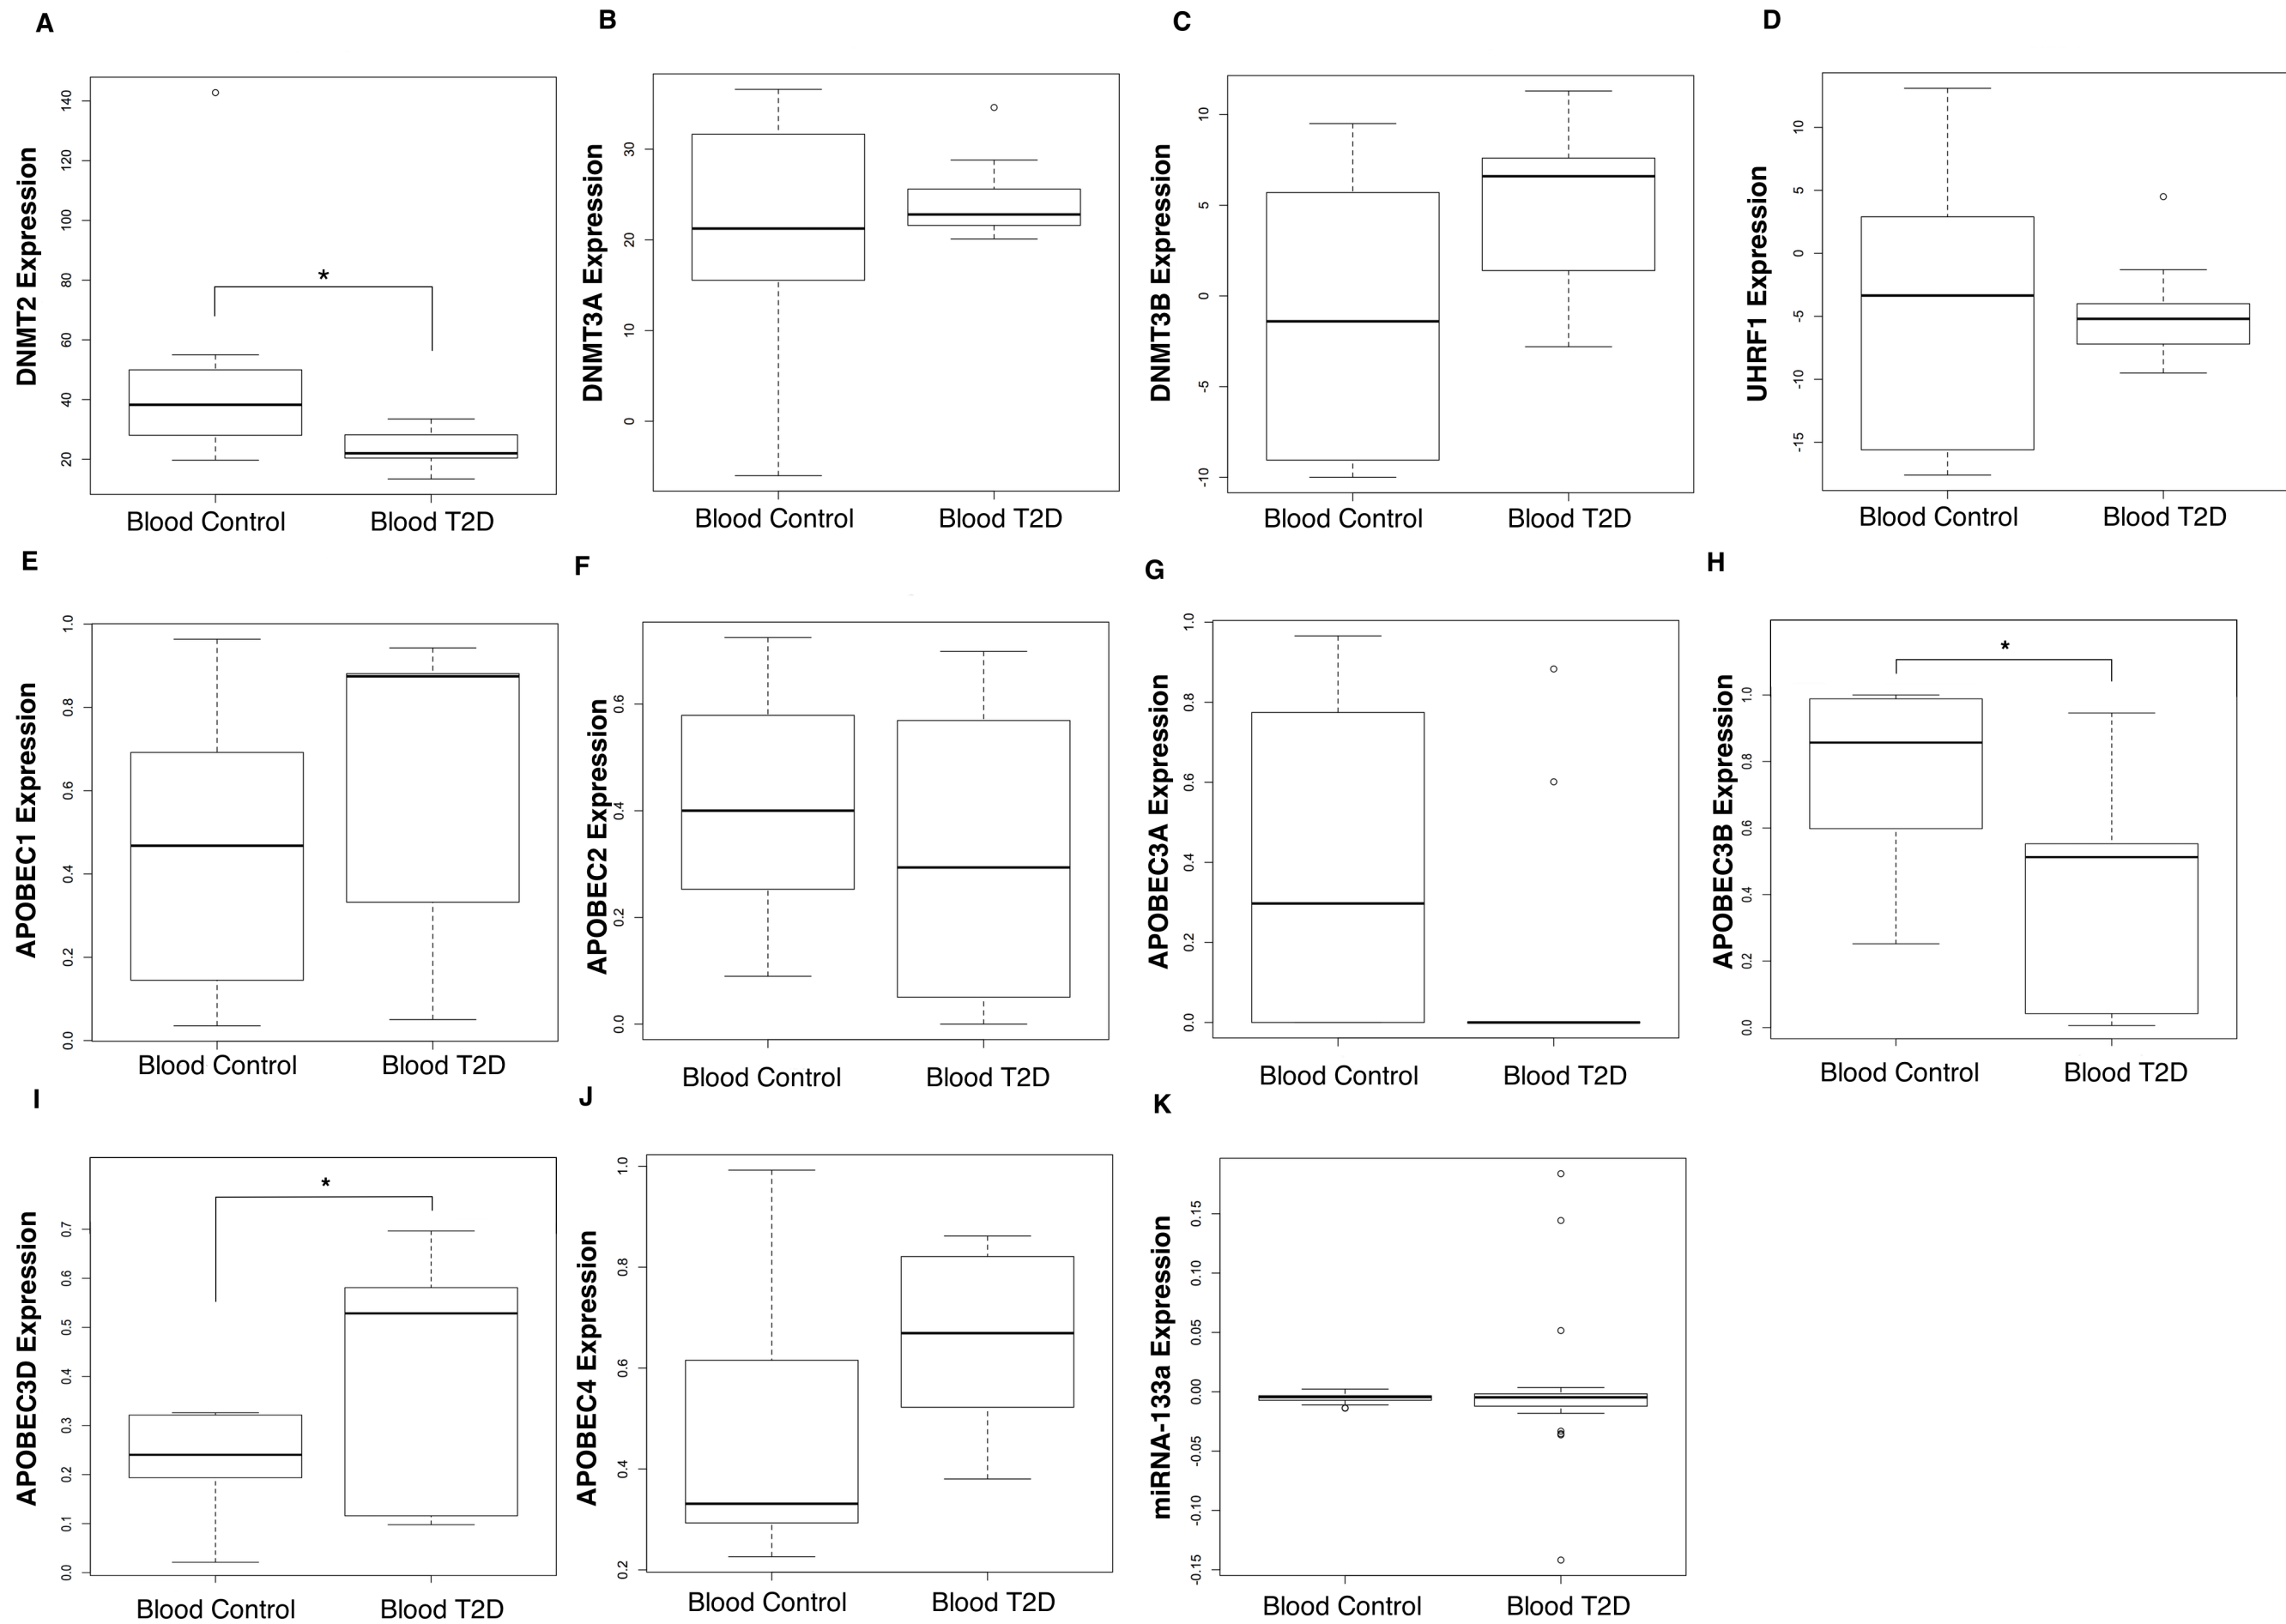 A
B
C
D
DNMT2 Expression
20 40 60 80 100 120 140
*
Blood Control Blood T2D
DNMT3A Expression
0 10 20 30
Blood Control Blood T2D
DNMT3B Expression
-10 -5 0 5 10
Blood Control Blood T2D
UHRF1 Expression
-15 -10 -5 0 5 10
Blood Control Blood T2D
E
F
G
H
APOBEC1 Expression
0.0 0.2 0.4 0.6 0.8 1.0
Blood Control Blood T2D
APOBEC2 Expression
0.0 0.2 0.4 0.6
Blood Control Blood T2D
APOBEC3A Expression
0.0 0.2 0.4 0.6 0.8 1.0
Blood Control Blood T2D
APOBEC3B Expression
0.0 0.2 0.4 0.6 0.8 1.0
*
Blood Control Blood T2D
I
J
K
APOBEC3D Expression
0.0 0.1 0.2 0.3 0.4 0.5 0.6 0.7
*
Blood Control Blood T2D
APOBEC4 Expression
0.2 0.4 0.6 0.8 1.0
Blood Control Blood T2D
miRNA-133a Expression
-0.15 -0.10 -0.05 0.00 0.05 0.10 0.15
Blood Control Blood T2D